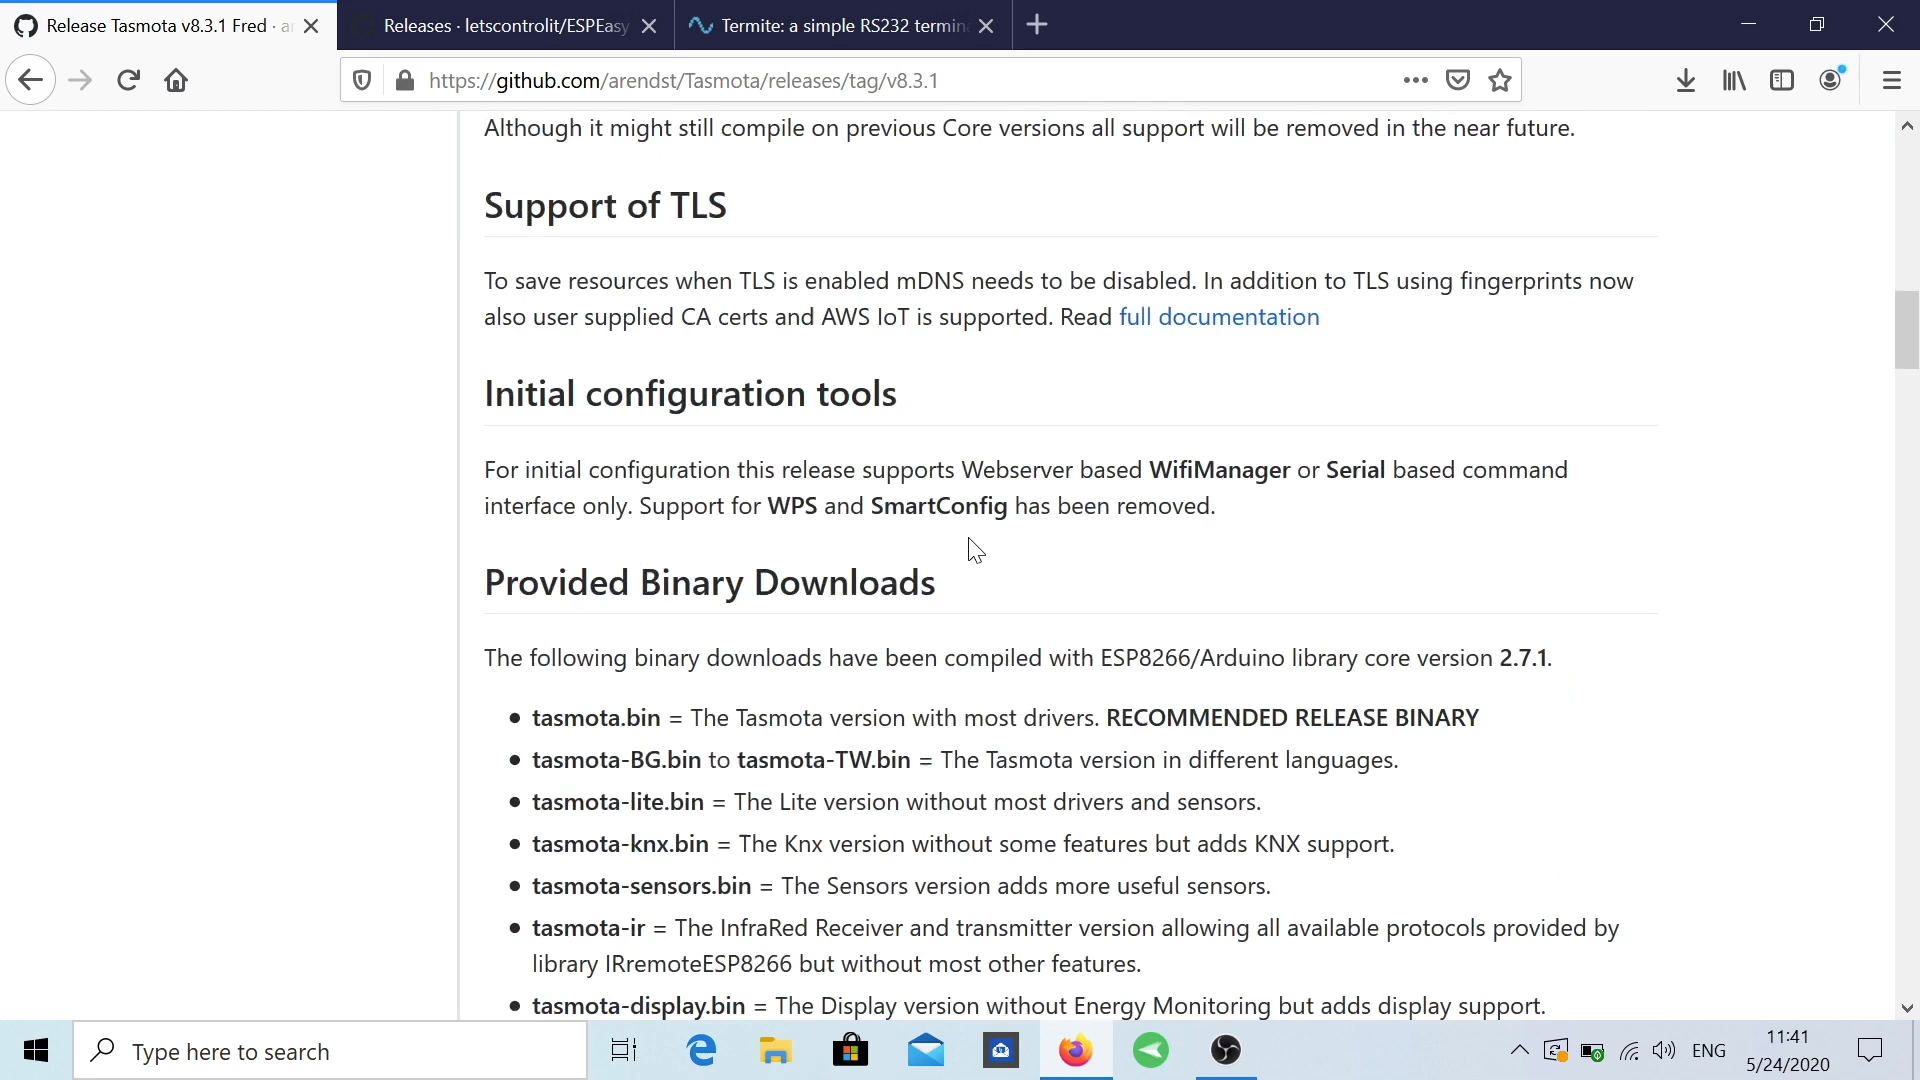 Release Tasmota v8.3.1 Fred · ar
Releases · letscontrolit/ESPEasy
Termite: a simple RS232 termin
https://github.com/arendst/Tasmota/releases/tag/v8.3.1
Although it might still compile on previous Core versions all support will be removed in the near future.
Support of TLS
To save resources when TLS is enabled mDNS needs to be disabled. In addition to TLS using fingerprints now
also user supplied CA certs and AWS IoT is supported. Read full documentation
Initial configuration tools
For initial configuration this release supports Webserver based WifiManager or Serial based command
interface only. Support for WPS and SmartConfig has been removed.
Provided Binary Downloads
The following binary downloads have been compiled with ESP8266/Arduino library core version 2.7.1.
• tasmota.bin = The Tasmota version with most drivers. RECOMMENDED RELEASE BINARY
• tasmota-BG.bin to tasmota-TW.bin = The Tasmota version in different languages.
• tasmota-lite.bin = The Lite version without most drivers and sensors.
• tasmota-knx.bin = The Knx version without some features but adds KNX support.
• tasmota-sensors.bin = The Sensors version adds more useful sensors.
• tasmota-ir = The InfraRed Receiver and transmitter version allowing all available protocols provided by
library IRremoteESP8266 but without most other features.
• tasmota-display.bin = The Display version without Energy Monitoring but adds display support.
Type here to search
ENG
11:41
5/24/2020